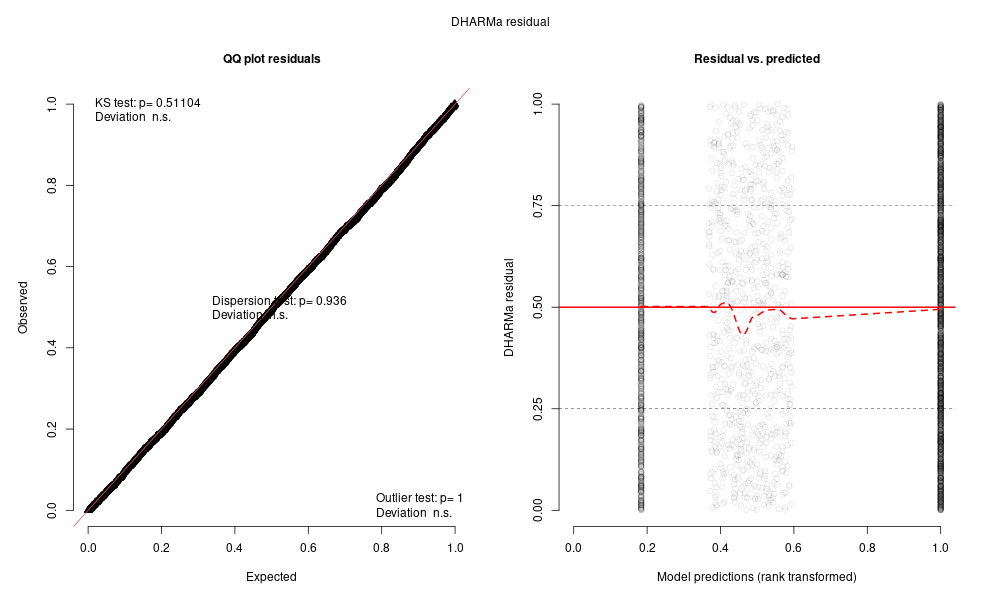 DHARMa residual
QQ plot residuals
KS test: p= 0.51104
Deviation n.s.
Dispersion test: p= 0.936
Deviation n.s.
Outlier test: p= 1
Deviation n.s.
Observed
0.0
0.2
0.4
0.6
0.8
1.0
0.0
0.2
0.4
0.6
0.8
1.0
Expected
Residual vs. predicted
DHARMa residual
0.00
0.25
0.50
0.75
1.00
0.0
0.2
0.4
0.6
0.8
1.0
Model predictions (rank transformed)